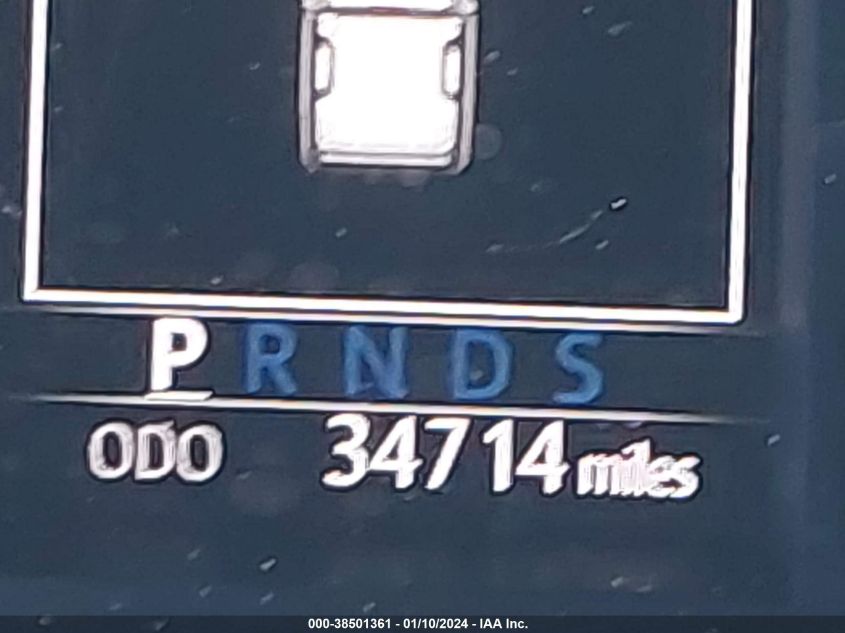 P R N D S
ODO 34714 miles
000-38501361 - 01/10/2024 - IAA Inc.